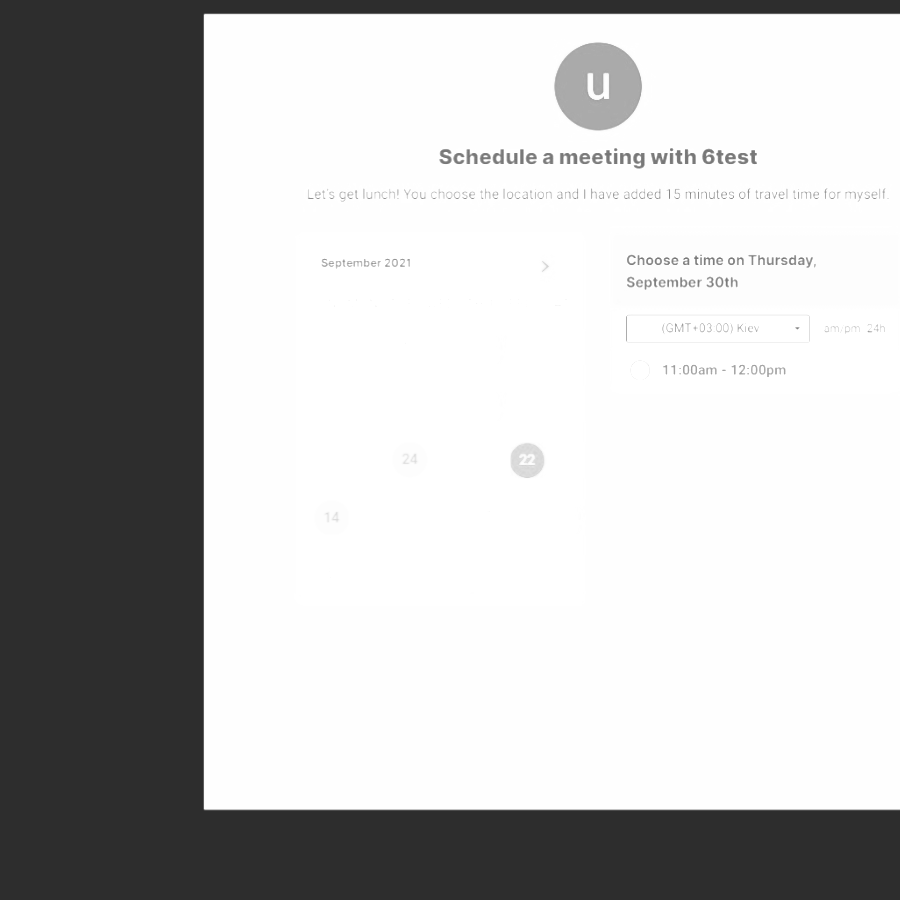 u
Schedule a meeting with 6test
Let's get lunch! You choose the location and I have added 15 minutes of travel time for myself.
September 2021
Choose a time on Thursday,
September 30th
(GMT+03:00) Kiev
am/pm 24h
11:00am - 12:00pm
24
22
14